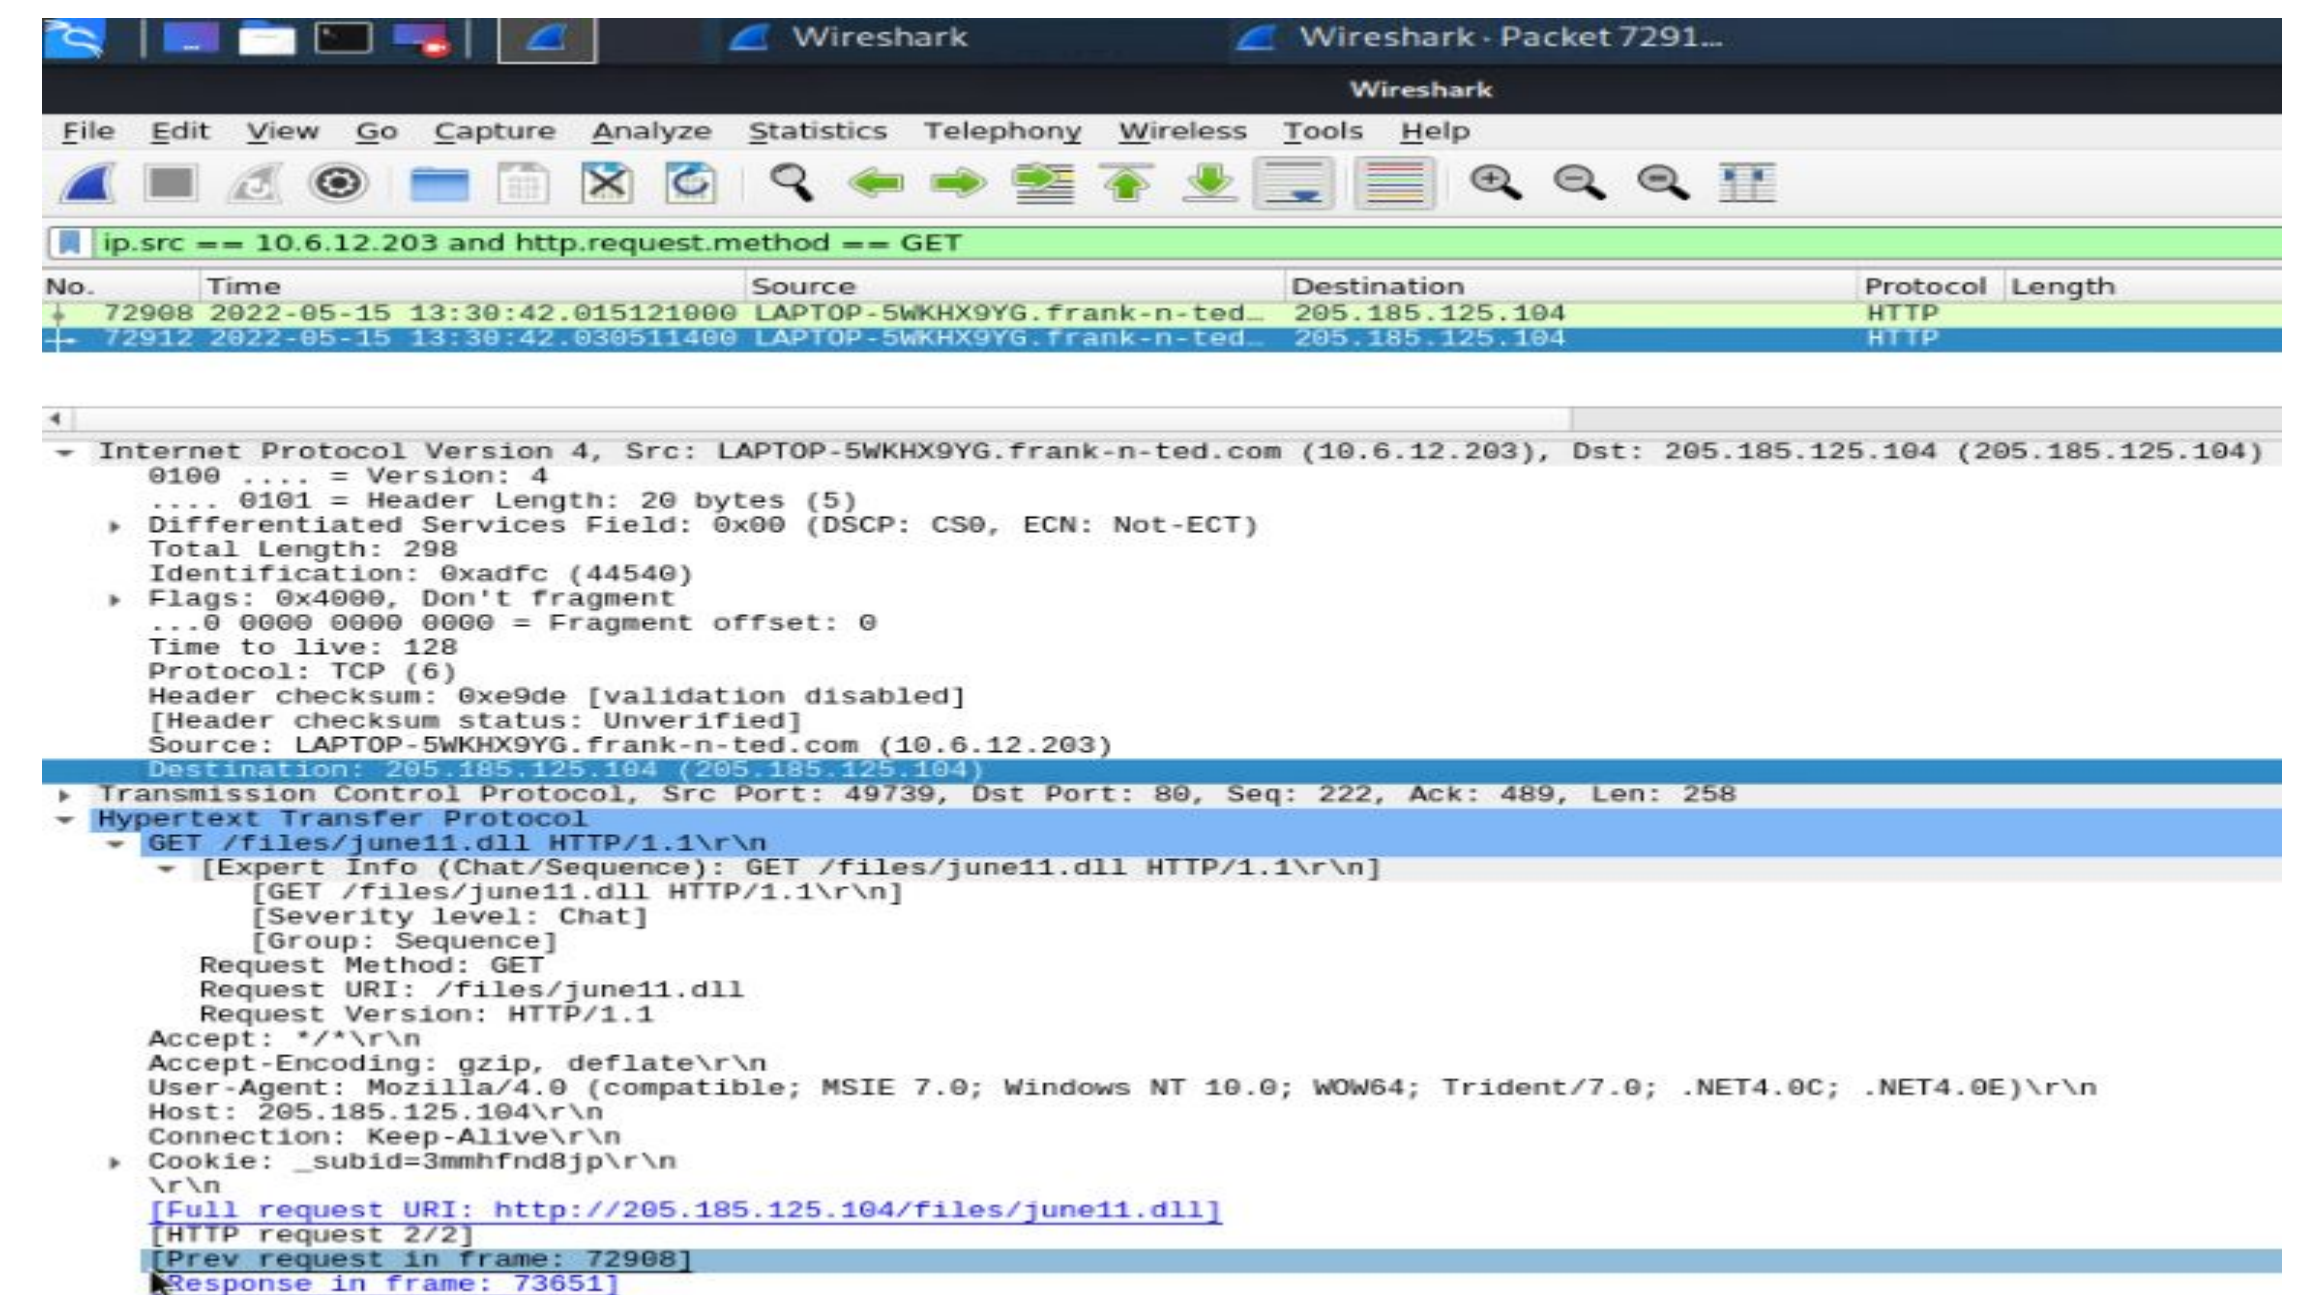 Wireshark Wireshark · Packet 7291...
Wireshark
File Edit View Go Capture Analyze Statistics Telephony Wireless Tools Help
ip.src == 10.6.12.203 and http.request.method == GET
No. Time Source Destination Protocol Length
72908 2022-05-15 13:30:42.015121000 LAPTOP-5WKHX9YG.frank-n-ted… 205.185.125.104 HTTP
72912 2022-05-15 13:30:42.030511400 LAPTOP-5WKHX9YG.frank-n-ted… 205.185.125.104 HTTP
Internet Protocol Version 4, Src: LAPTOP-5WKHX9YG.frank-n-ted.com (10.6.12.203), Dst: 205.185.125.104 (205.185.125.104)
0100 .... = Version: 4
.... 0101 = Header Length: 20 bytes (5)
Differentiated Services Field: 0x00 (DSCP: CS0, ECN: Not-ECT)
Total Length: 298
Identification: 0xadfc (44540)
Flags: 0x4000, Don't fragment
...0 0000 0000 0000 = Fragment offset: 0
Time to live: 128
Protocol: TCP (6)
Header checksum: 0xe9de [validation disabled]
[Header checksum status: Unverified]
Source: LAPTOP-5WKHX9YG.frank-n-ted.com (10.6.12.203)
Destination: 205.185.125.104 (205.185.125.104)
Transmission Control Protocol, Src Port: 49739, Dst Port: 80, Seq: 222, Ack: 489, Len: 258
Hypertext Transfer Protocol
GET /files/june11.dll HTTP/1.1\r\n
[Expert Info (Chat/Sequence): GET /files/june11.dll HTTP/1.1\r\n]
[GET /files/june11.dll HTTP/1.1\r\n]
[Severity level: Chat]
[Group: Sequence]
Request Method: GET
Request URI: /files/june11.dll
Request Version: HTTP/1.1
Accept: */*\r\n
Accept-Encoding: gzip, deflate\r\n
User-Agent: Mozilla/4.0 (compatible; MSIE 7.0; Windows NT 10.0; WOW64; Trident/7.0; .NET4.0C; .NET4.0E)\r\n
Host: 205.185.125.104\r\n
Connection: Keep-Alive\r\n
Cookie: _subid=3mmhfnd8jp\r\n
\r\n
[Full request URI: http://205.185.125.104/files/june11.dll]
[HTTP request 2/2]
[Prev request in frame: 72908]
[Response in frame: 73651]